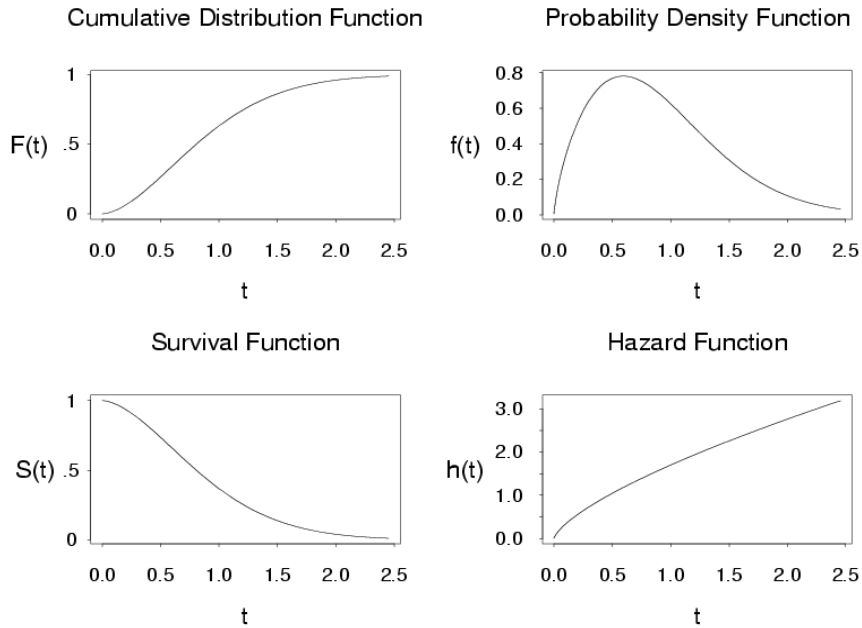 Cumulative Distribution Function
1
F(t) .5
0
0.0 0.5 1.0 1.5 2.0 2.5
t
Probability Density Function
0.8
0.6
f(t) 0.4
0.2
0.0
0.0 0.5 1.0 1.5 2.0 2.5
t
Survival Function
1
S(t) .5
0
0.0 0.5 1.0 1.5 2.0 2.5
t
Hazard Function
3.0
2.0
h(t)
1.0
0.0
0.0 0.5 1.0 1.5 2.0 2.5
t